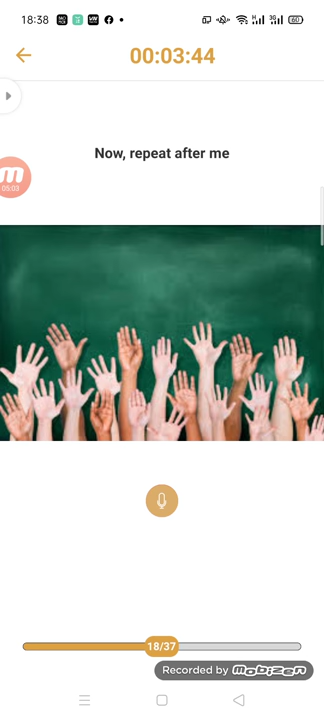 18:38
00:03:44
Now, repeat after me
05:03
18/37
Recorded by mobizen